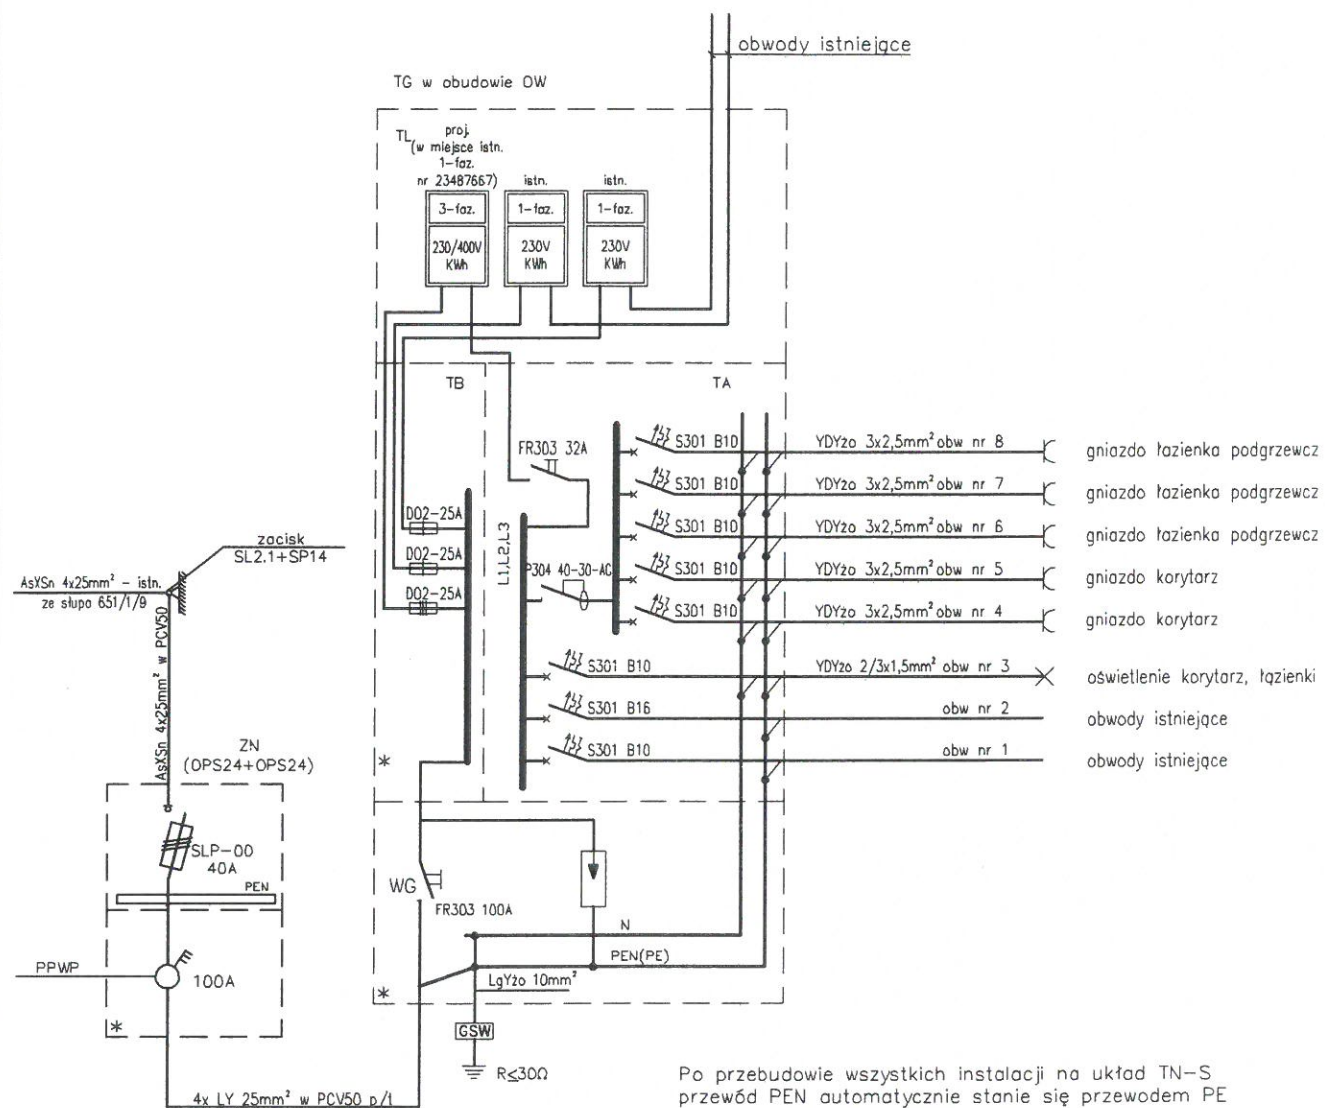 obwody istniejące
TG w obudowie OW
TL
proj.
(w miejsce istn.
1-faz.
nr 23487667)
istn.
istn.
3-faz.
1-faz.
1-faz.
230/400V
KWh
230V
KWh
230V
KWh
TB
TA
FR303 32A
S301 B10
YDYżo 3x2,5mm² obw nr 8
gniazdo łazienka podgrzewcz
S301 B10
YDYżo 3x2,5mm² obw nr 7
gniazdo łazienka podgrzewcz
DO2-25A
S301 B10
YDYżo 3x2,5mm² obw nr 6
gniazdo łazienka podgrzewcz
DO2-25A
L1,L2,L3
P304 40-30-AC
S301 B10
YDYżo 3x2,5mm² obw nr 5
gniazdo korytarz
DO2-25A
S301 B10
YDYżo 3x2,5mm² obw nr 4
gniazdo korytarz
zacisk
SL2.1+SP14
AsXSn 4x25mm² - istn.
ze słupa 651/1/9
AsXSn 4x25mm² w PCV50
S301 B10
YDYżo 2/3x1,5mm² obw nr 3
oświetlenie korytarz, łązienki
S301 B16
obw nr 2
obwody istniejące
S301 B10
obw nr 1
obwody istniejące
*
ZN
(OPS24+OPS24)
SLP-00
40A
PEN
WG
FR303 100A
N
PEN(PE)
PPWP
100A
LgYżo 10mm²
*
*
GSW
R≤30Ω
4x LY 25mm² w PCV50 p/t
Po przebudowie wszystkich instalacji na układ TN-S
przewód PEN automatycznie stanie się przewodem PE